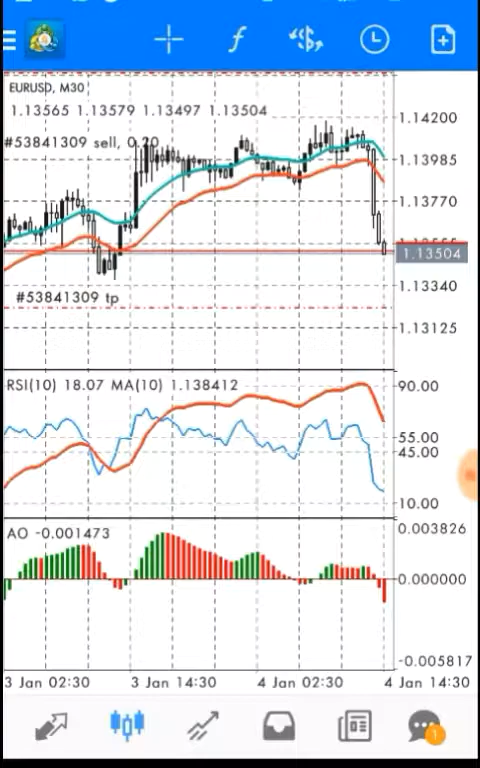 EURUSD, M30
1.13565 1.13579 1.13497 1.13504
1.14200
#53841309 sell, 0.20
1.13985
1.13770
1.13504
#53841309 tp
1.13340
1.13125
RSI(10) 18.07 MA(10) 1.138412
90.00
55.00
45.00
10.00
AO -0.001473
0.003826
0.000000
-0.005817
3 Jan 02:30 3 Jan 14:30 4 Jan 02:30 4 Jan 14:30
1